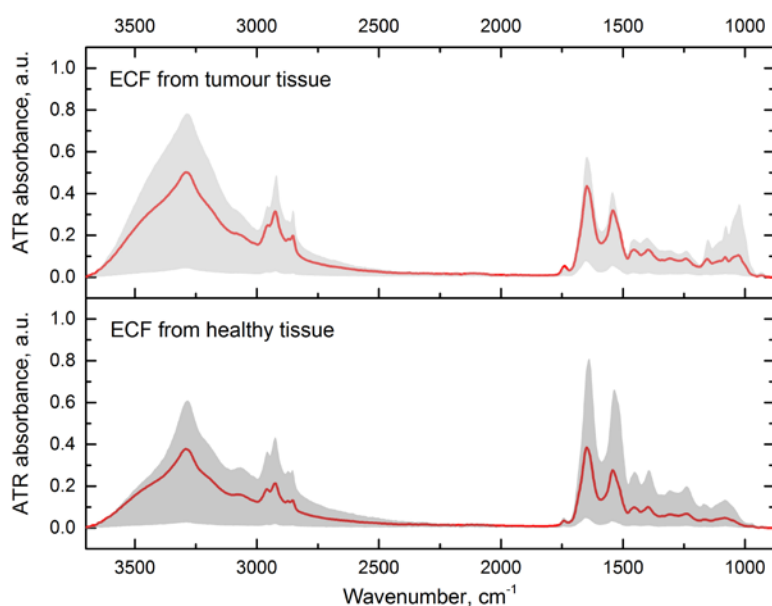 3500 3000 2500 2000 1500 1000
1.0
ECF from tumour tissue
0.8
0.6
0.4
0.2
0.0
ATR absorbance, a.u.
1.0
ECF from healthy tissue
0.8
0.6
0.4
0.2
0.0
ATR absorbance, a.u.
3500 3000 2500 2000 1500 1000
Wavenumber, cm⁻¹